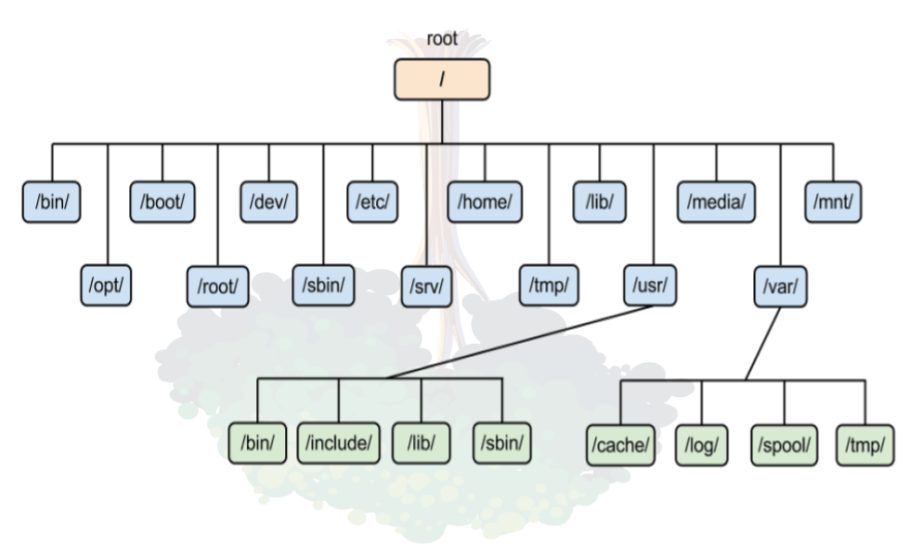 root
/
/bin/
/boot/
/dev/
/etc/
/home/
/lib/
/media/
/mnt/
/opt/
/root/
/sbin/
/srv/
/tmp/
/usr/
/var/
/bin/
/include/
/lib/
/sbin/
/cache/
/log/
/spool/
/tmp/